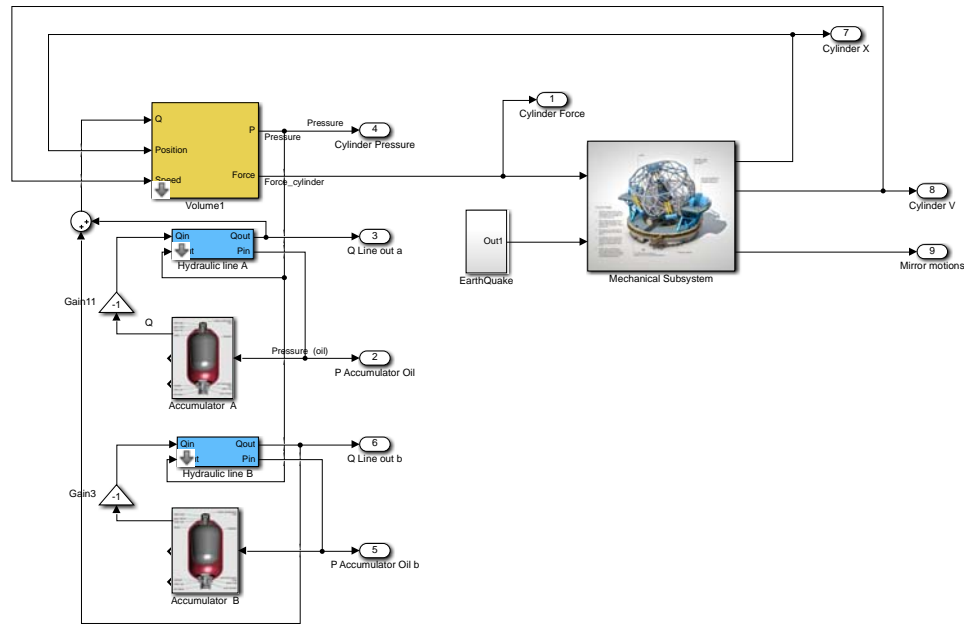 7
Cylinder X
1
Cylinder Force
Q
Position
Speed
P
Force
Pressure
Pressure
4
Cylinder Pressure
Force_cylinder
Volume1
8
Cylinder V
Out1
EarthQuake
9
Mirror motions
Mechanical Subsystem
Qin
Qout
Pin
3
Q Line out a
Hydraulic line A
Gain11
-1
Q
Pressure (oil)
2
P Accumulator Oil
Accumulator A
Qin
Qout
Pin
6
Q Line out b
Hydraulic line B
Gain3
-1
5
P Accumulator Oil b
Accumulator B